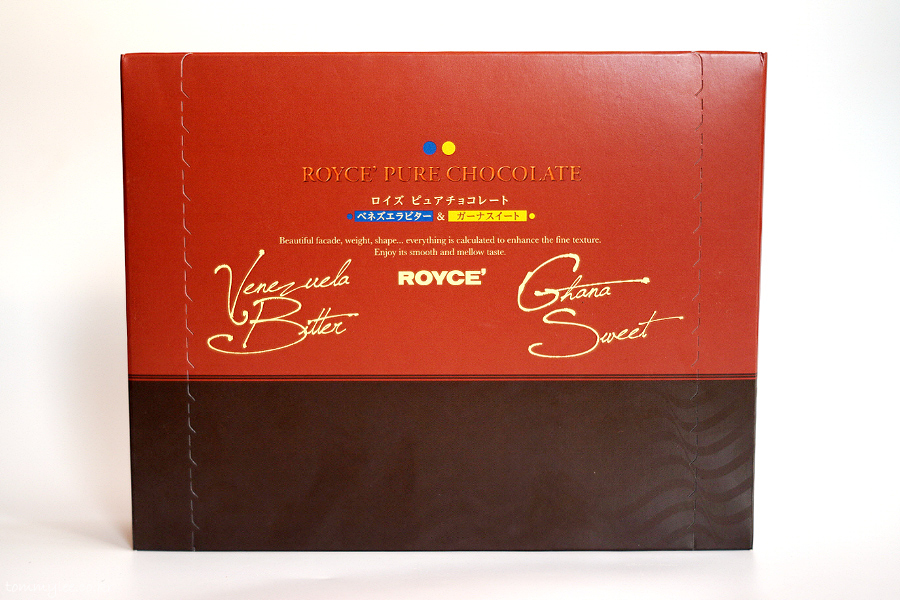 ROYCE' PURE CHOCOLATE
ロイズ ピュアチョコレート
ベネズエラビター & ガーナスイート
Beautiful facade, weight, shape... everything is calculated to enhance the fine texture.
Enjoy its smooth and mellow taste.
Venezuela
Bitter
ROYCE'
Ghana
Sweet